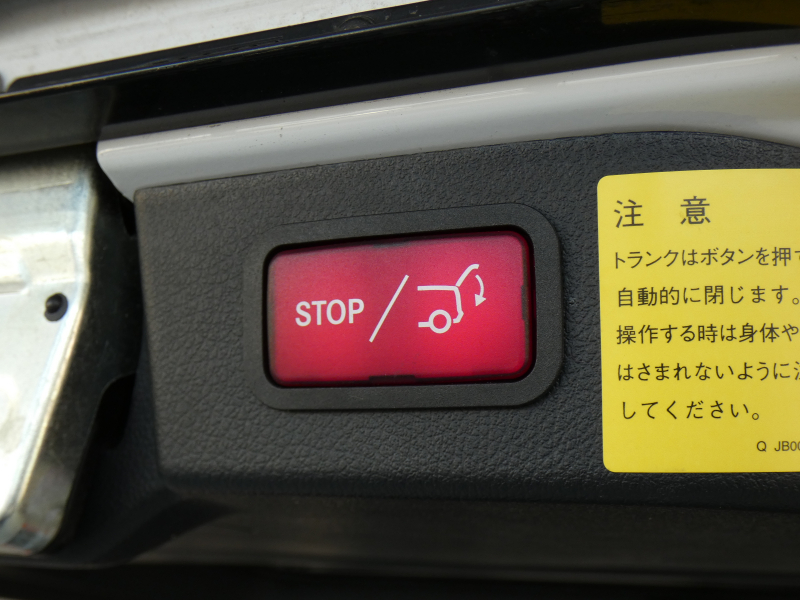 STOP
注意
トランクはボタンを押
自動的に閉じます。
操作する時は身体や
はさまれないように
してください。
Q JB00